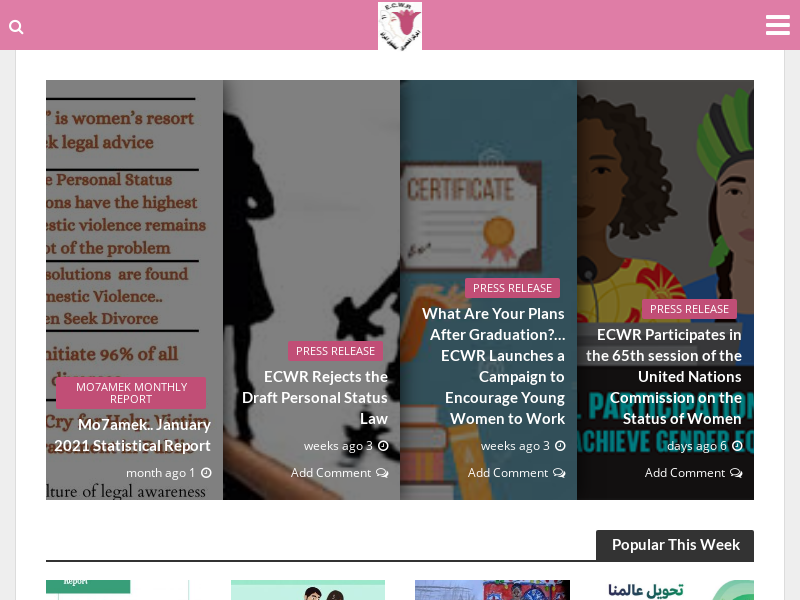 E.C.W.R
is women's resort
k legal advice
e Personal Status
ons have the highest
estic violence remains
ot of the problem
solutions are found
mestic Violence..
en Seek Divorce
nitiate 96% of all
MO7AMEK MONTHLY
REPORT
Mo7amek.. January
2021 Statistical Report
month ago 1
lture of legal awareness
PRESS RELEASE
ECWR Rejects the
Draft Personal Status
Law
weeks ago 3
Add Comment
CERTIFICATE
PRESS RELEASE
What Are Your Plans
After Graduation?...
ECWR Launches a
Campaign to
Encourage Young
Women to Work
weeks ago 3
Add Comment
PRESS RELEASE
ECWR Participates in
the 65th session of the
United Nations
Commission on the
Status of Women
PARTICIPATION
ACHIEVE GENDER
days ago 6
Add Comment
Popular This Week
Report
تحويل عالمنا